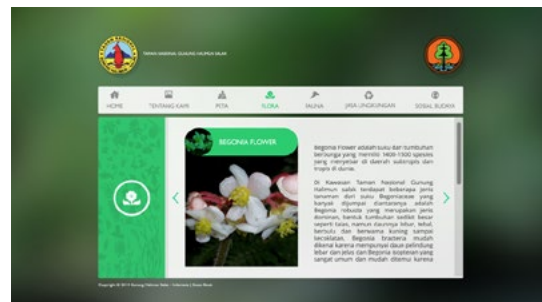 TAMAN NASIONAL GUNUNG HALIMUN SALAK
HOME
TENTANG KAMI
PETA
FLORA
FAUNA
JASA LINGKUNGAN
SOSIAL BUDAYA
BEGONIA FLOWER
Begonia Flower adalah suku dari tumbuhan
berbunga yang memiliki 1400-1500 spesies
yang menyebar di daerah subtropis dan
tropis di dunia.
Di Kawasan Taman Nasional Gunung
Halimun salak terdapat beberapa jenis
tanaman dari suku Begoniaceae yang
banyak dijumpai diantaranya adalah
Begonia robusta yang merupakan jenis
dominan, bentuk tumbuhan sedikit besar
seperti talas, namun daunnya lebar, tebal,
berbulu dan berwarna kuning sampai
kecoklatan. Begonia bracteria mudah
dikenal karena mempunyai daun pelindung
lebar dan jelas dan Begonia isopteran yang
sangat umum dan mudah ditemui karena